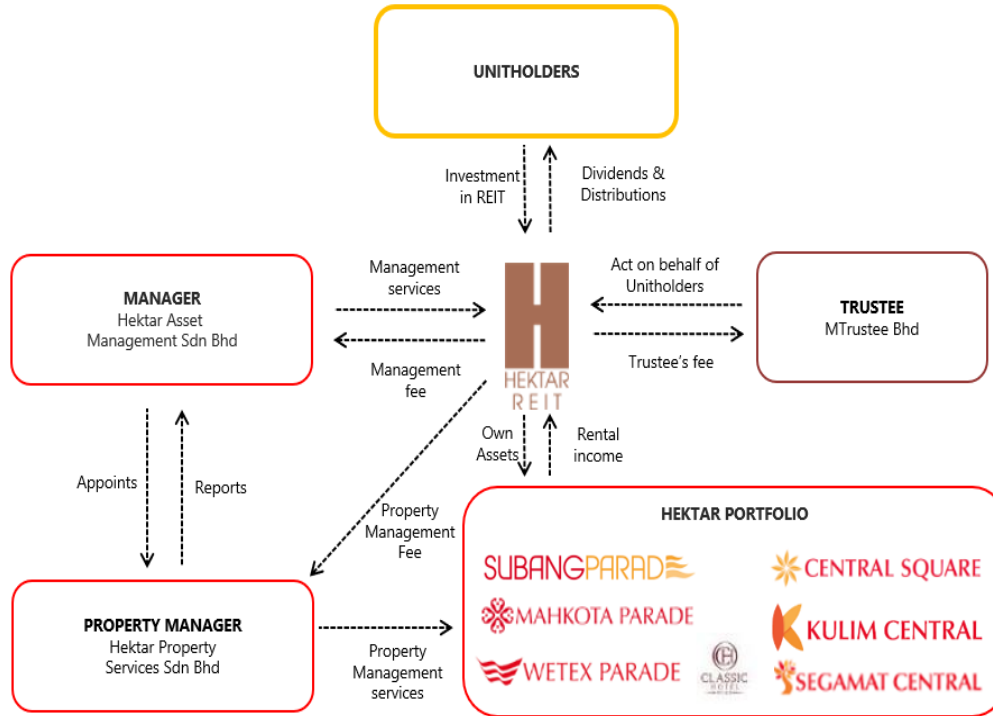 UNITHOLDERS
Investment
in REIT
Dividends &
Distributions
MANAGER
Hektar Asset
Management Sdn Bhd
Management
services
Management
fee
HEKTAR
REIT
Act on behalf of
Unitholders
Trustee's fee
TRUSTEE
MTrustee Bhd
Appoints
Reports
Property
Management
Fee
Own
Assets
Rental
income
PROPERTY MANAGER
Hektar Property
Services Sdn Bhd
Property
Management
services
HEKTAR PORTFOLIO
SUBANGPARADE
CENTRAL SQUARE
MAHKOTA PARADE
KULIM CENTRAL
WETEX PARADE
CLASSIC
HOTEL
SEGAMAT CENTRAL